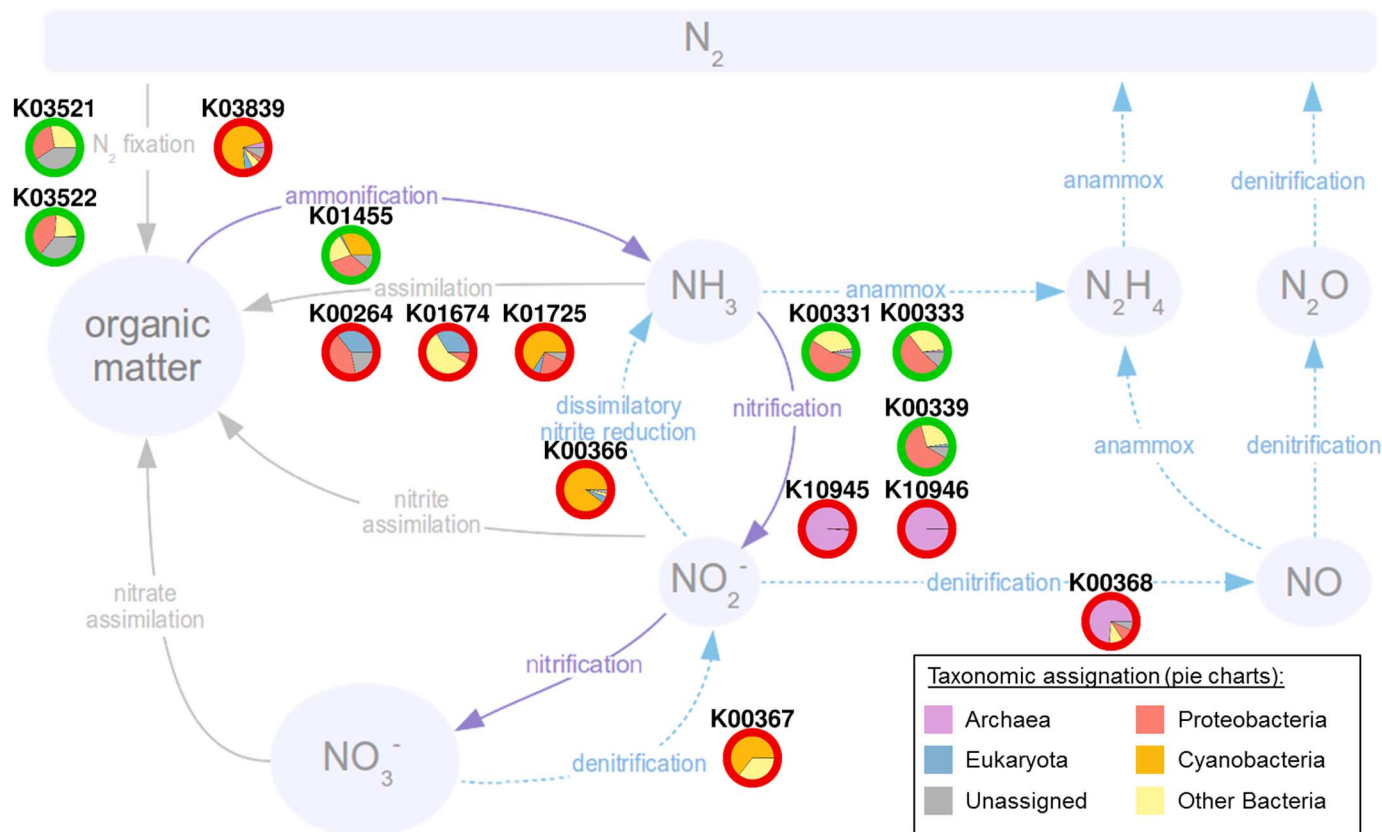 N₂
K03521
K03839
N₂ fixation
K03522
ammonification
K01455
anammox
denitrification
assimilation
NH₃
anammox
N₂H₄
N₂O
organic
matter
K00264
K01674
K01725
K00331
K00333
dissimilatory
nitrite reduction
nitrification
K00339
anammox
denitrification
K00366
K10945
K10946
nitrite
assimilation
NO₂⁻
denitrification
K00368
NO
nitrate
assimilation
nitrification
NO₃⁻
denitrification
K00367
Taxonomic assignation (pie charts):
Archaea
Proteobacteria
Eukaryota
Cyanobacteria
Unassigned
Other Bacteria